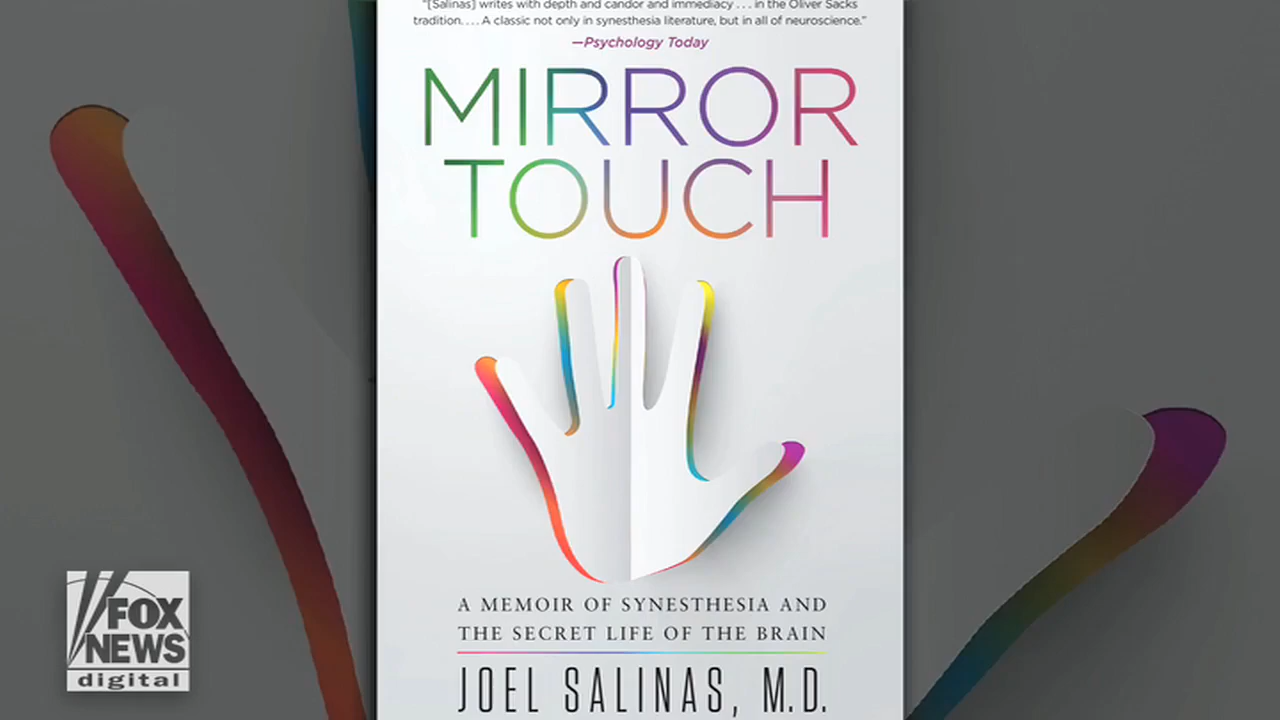 "[Salinas] writes with depth and candor and immediacy . . . in the Oliver Sacks
tradition. . . . A classic not only in synesthesia literature, but in all of neuroscience."
—Psychology Today
MIRROR
TOUCH
A MEMOIR OF SYNESTHESIA AND
THE SECRET LIFE OF THE BRAIN
JOEL SALINAS, M.D.
FOX
NEWS
digital